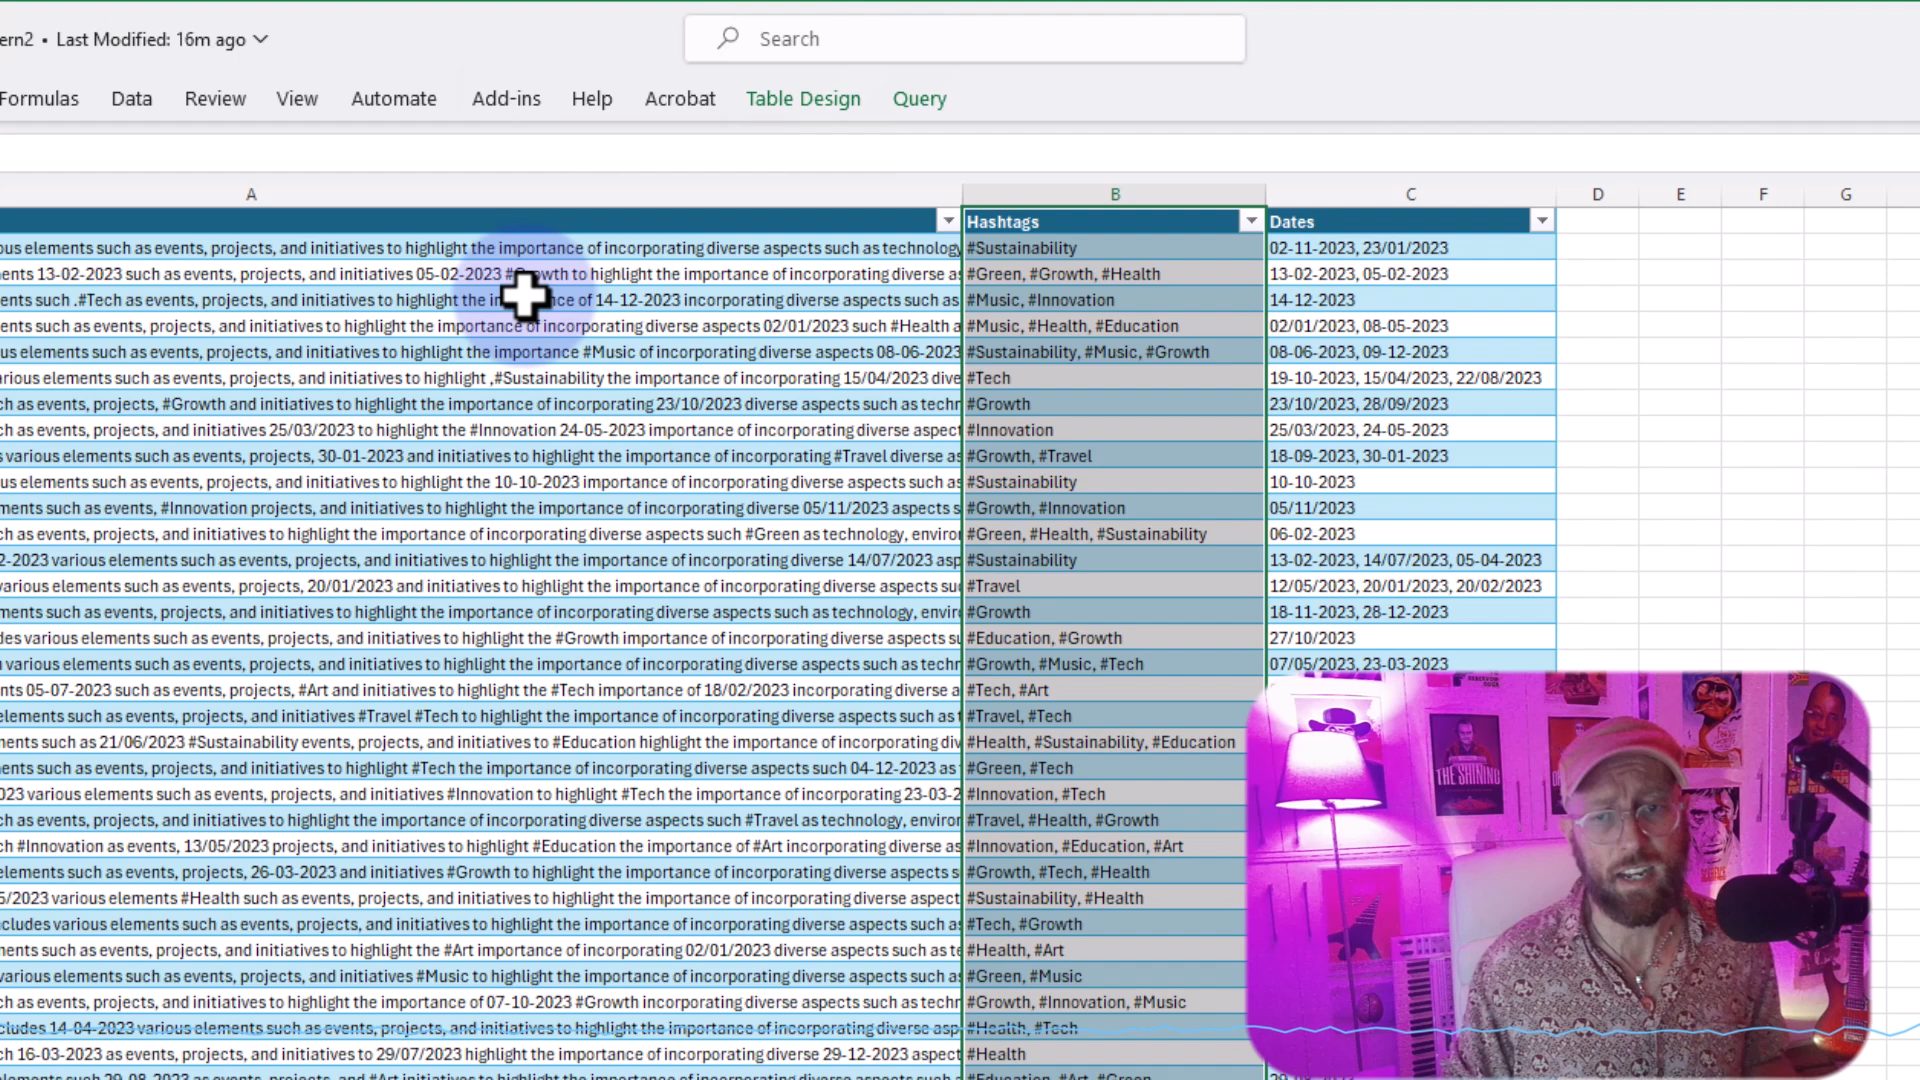 ern2 • Last Modified: 16m ago
Search
Formulas Data Review View Automate Add-ins Help Acrobat Table Design Query
A B C D E F G
Hashtags Dates
ous elements such as events, projects, and initiatives to highlight the importance of incorporating diverse aspects such as technology #Sustainability 02-11-2023, 23/01/2023
ents 13-02-2023 such as events, projects, and initiatives 05-02-2023 to highlight the importance of incorporating diverse as #Green, #Growth, #Health 13-02-2023, 05-02-2023
ents such .#Tech as events, projects, and initiatives to highlight the of 14-12-2023 incorporating diverse aspects such as #Music, #Innovation 14-12-2023
ents such as events, projects, and initiatives to highlight the importance of incorporating diverse aspects 02/01/2023 such #Health a #Music, #Health, #Education 02/01/2023, 08-05-2023
us elements such as events, projects, and initiatives to highlight the importance #Music of incorporating diverse aspects 08-06-2023 #Sustainability, #Music, #Growth 08-06-2023, 09-12-2023
arious elements such as events, projects, and initiatives to highlight ,#Sustainability the importance of incorporating 15/04/2023 dive #Tech 19-10-2023, 15/04/2023, 22/08/2023
ch as events, projects, #Growth and initiatives to highlight the importance of incorporating 23/10/2023 diverse aspects such as techn #Growth 23/10/2023, 28/09/2023
ch as events, projects, and initiatives 25/03/2023 to highlight the #Innovation 24-05-2023 importance of incorporating diverse aspect #Innovation 25/03/2023, 24-05-2023
s various elements such as events, projects, 30-01-2023 and initiatives to highlight the importance of incorporating #Travel diverse as #Growth, #Travel 18-09-2023, 30-01-2023
us elements such as events, projects, and initiatives to highlight the 10-10-2023 importance of incorporating diverse aspects such as #Sustainability 10-10-2023
ments such as events, #Innovation projects, and initiatives to highlight the importance of incorporating diverse 05/11/2023 aspects s #Growth, #Innovation 05/11/2023
ch as events, projects, and initiatives to highlight the importance of incorporating diverse aspects such #Green as technology, enviror #Green, #Health, #Sustainability 06-02-2023
2-2023 various elements such as events, projects, and initiatives to highlight the importance of incorporating diverse 14/07/2023 asp #Sustainability 13-02-2023, 14/07/2023, 05-04-2023
various elements such as events, projects, 20/01/2023 and initiatives to highlight the importance of incorporating diverse aspects su #Travel 12/05/2023, 20/01/2023, 20/02/2023
ments such as events, projects, and initiatives to highlight the importance of incorporating diverse aspects such as technology, envir #Growth 18-11-2023, 28-12-2023
des various elements such as events, projects, and initiatives to highlight the #Growth importance of incorporating diverse aspects su #Education, #Growth 27/10/2023
various elements such as events, projects, and initiatives to highlight the importance of incorporating diverse aspects such as techr #Growth, #Music, #Tech 07/05/2023, 23-03-2023
nts 05-07-2023 such as events, projects, #Art and initiatives to highlight the #Tech importance of 18/02/2023 incorporating diverse a #Tech, #Art
elements such as events, projects, and initiatives #Travel #Tech to highlight the importance of incorporating diverse aspects such as t #Travel, #Tech
nents such as 21/06/2023 #Sustainability events, projects, and initiatives to #Education highlight the importance of incorporating div #Health, #Sustainability, #Education
ents such as events, projects, and initiatives to highlight #Tech the importance of incorporating diverse aspects such 04-12-2023 as #Green, #Tech
023 various elements such as events, projects, and initiatives #Innovation to highlight #Tech the importance of incorporating 23-03-2 #Innovation, #Tech
ch as events, projects, and initiatives to highlight the importance of incorporating diverse aspects such #Travel as technology, enviror #Travel, #Health, #Growth
ch #Innovation as events, 13/05/2023 projects, and initiatives to highlight #Education the importance of #Art incorporating diverse as #Innovation, #Education, #Art
elements such as events, projects, 26-03-2023 and initiatives #Growth to highlight the importance of incorporating diverse aspects s #Growth, #Tech, #Health
5/2023 various elements #Health such as events, projects, and initiatives to highlight the importance of incorporating diverse aspect #Sustainability, #Health
cludes various elements such as events, projects, and initiatives to highlight the importance of incorporating diverse aspects such as #Tech, #Growth
ments such as events, projects, and initiatives to highlight the #Art importance of incorporating 02/01/2023 diverse aspects such as te #Health, #Art
various elements such as events, projects, and initiatives #Music to highlight the importance of incorporating diverse aspects such as #Green, #Music
ch as events, projects, and initiatives to highlight the importance of 07-10-2023 #Growth incorporating diverse aspects such as techr #Growth, #Innovation, #Music
cludes 14-04-2023 various elements such as events, projects, and initiatives to highlight the importance of incorporating diverse asp #Health, #Tech
ch 16-03-2023 as events, projects, and initiatives to 29/07/2023 highlight the importance of incorporating diverse 29-12-2023 aspect #Health
THE SHINING